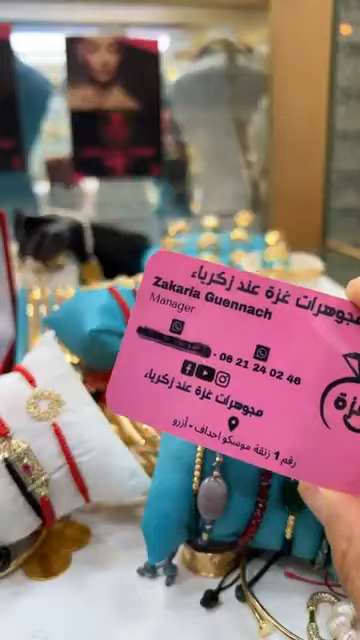 مجوهرات غزة عند زكرياء
Zakaria Guennach
Manager
- 06 21 24 02 46
مجوهرات غزة عند زكرياء
رقم 1 زنقة موسكو احداف - أزرو
غزة